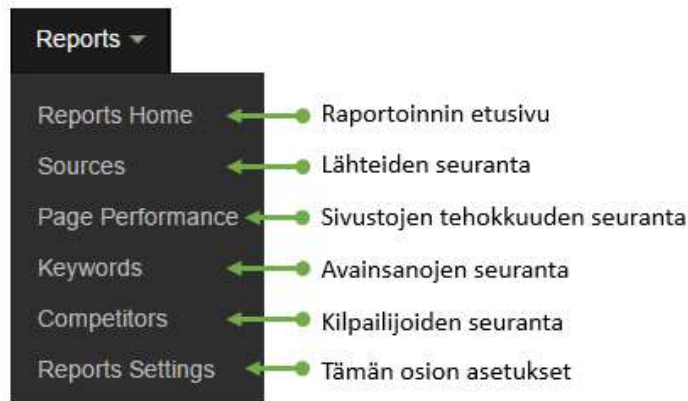 Reports
Reports Home Raportoinnin etusivu
Sources Lähteiden seuranta
Page Performance Sivustojen tehokkuuden seuranta
Keywords Avainsanojen seuranta
Competitors Kilpailijoiden seuranta
Reports Settings Tämän osion asetukset